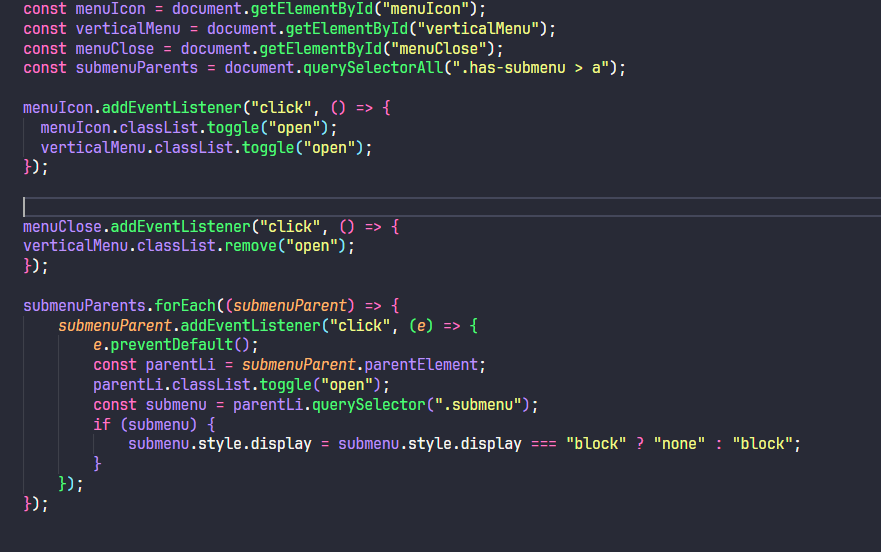 const menuIcon = document.getElementById("menuIcon");
const verticalMenu = document.getElementById("verticalMenu");
const menuClose = document.getElementById("menuClose");
const submenuParents = document.querySelectorAll(".has-submenu > a");

menuIcon.addEventListener("click", () => {
  menuIcon.classList.toggle("open");
  verticalMenu.classList.toggle("open");
});


menuClose.addEventListener("click", () => {
verticalMenu.classList.remove("open");
});

submenuParents.forEach((submenuParent) => {
    submenuParent.addEventListener("click", (e) => {
        e.preventDefault();
        const parentLi = submenuParent.parentElement;
        parentLi.classList.toggle("open");
        const submenu = parentLi.querySelector(".submenu");
        if (submenu) {
            submenu.style.display = submenu.style.display === "block" ? "none" : "block";
        }
    });
});